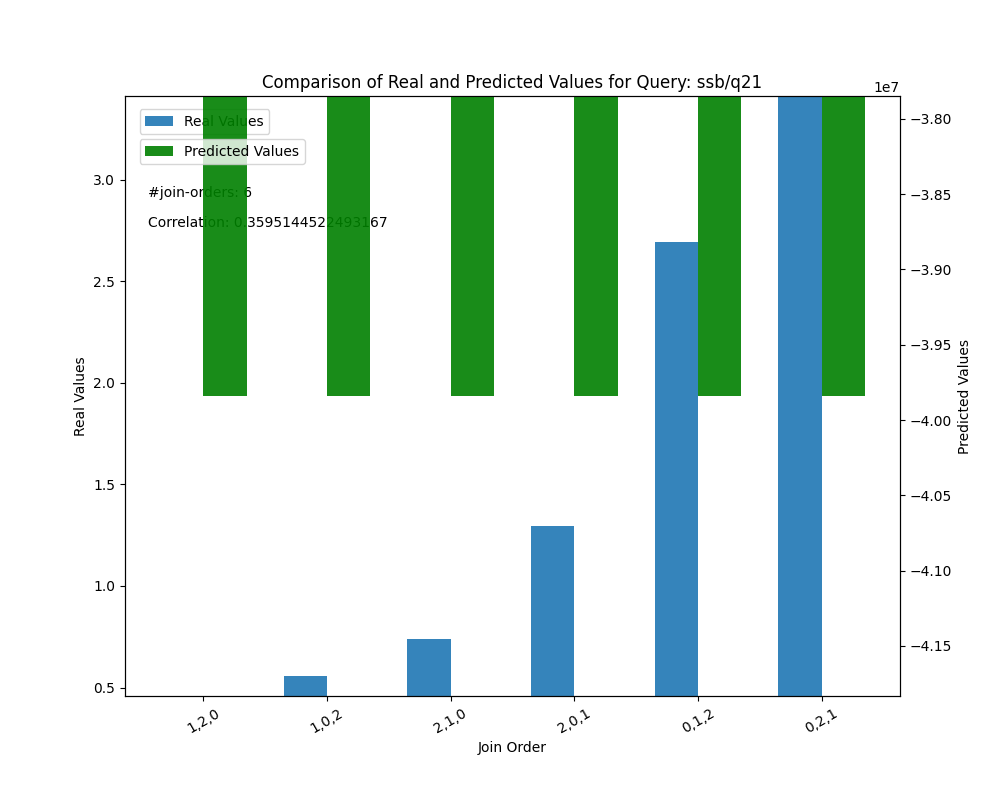 Comparison of Real and Predicted Values for Query: ssb/q21
1e7
Real Values
Predicted Values
#join-orders: 6
Correlation: 0.3595144522493167
3.0
2.5
2.0
1.5
1.0
0.5
Real Values
−3.80
−3.85
−3.90
−3.95
−4.00
−4.05
−4.10
−4.15
Predicted Values
1,2,0
1,0,2
2,1,0
2,0,1
0,1,2
0,2,1
Join Order